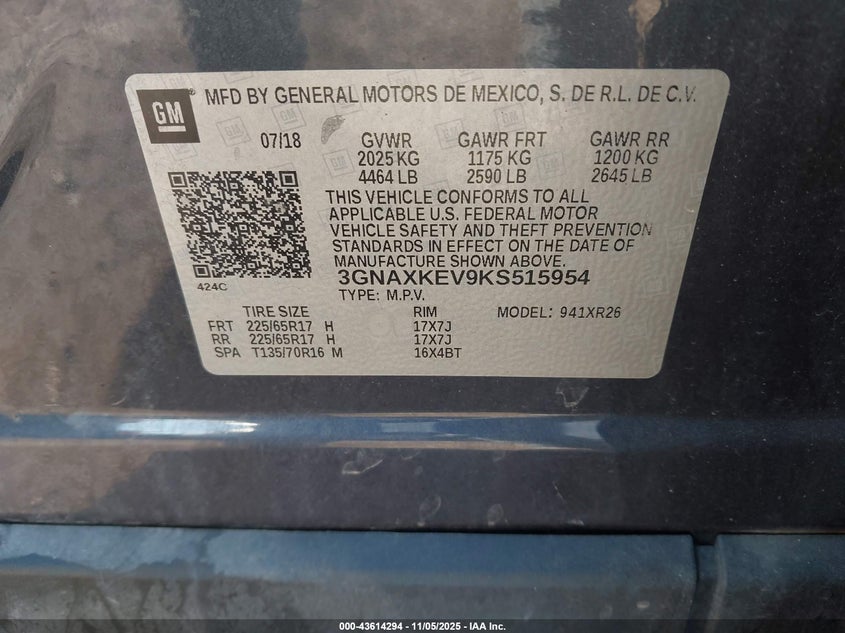 GM
MFD BY GENERAL MOTORS DE MEXICO, S. DE R.L. DE C.V.
07/18 GVWR GAWR FRT GAWR RR
2025 KG 1175 KG 1200 KG
4464 LB 2590 LB 2645 LB
THIS VEHICLE CONFORMS TO ALL
APPLICABLE U.S. FEDERAL MOTOR
VEHICLE SAFETY AND THEFT PREVENTION
STANDARDS IN EFFECT ON THE DATE OF
MANUFACTURE SHOWN ABOVE.
424C
3GNAXKEV9KS515954
TYPE: M.P.V.
TIRE SIZE RIM MODEL: 941XR26
FRT 225/65R17 H 17X7J
RR 225/65R17 H 17X7J
SPA T135/70R16 M 16X4BT
000-43614294 - 11/05/2025 - IAA Inc.